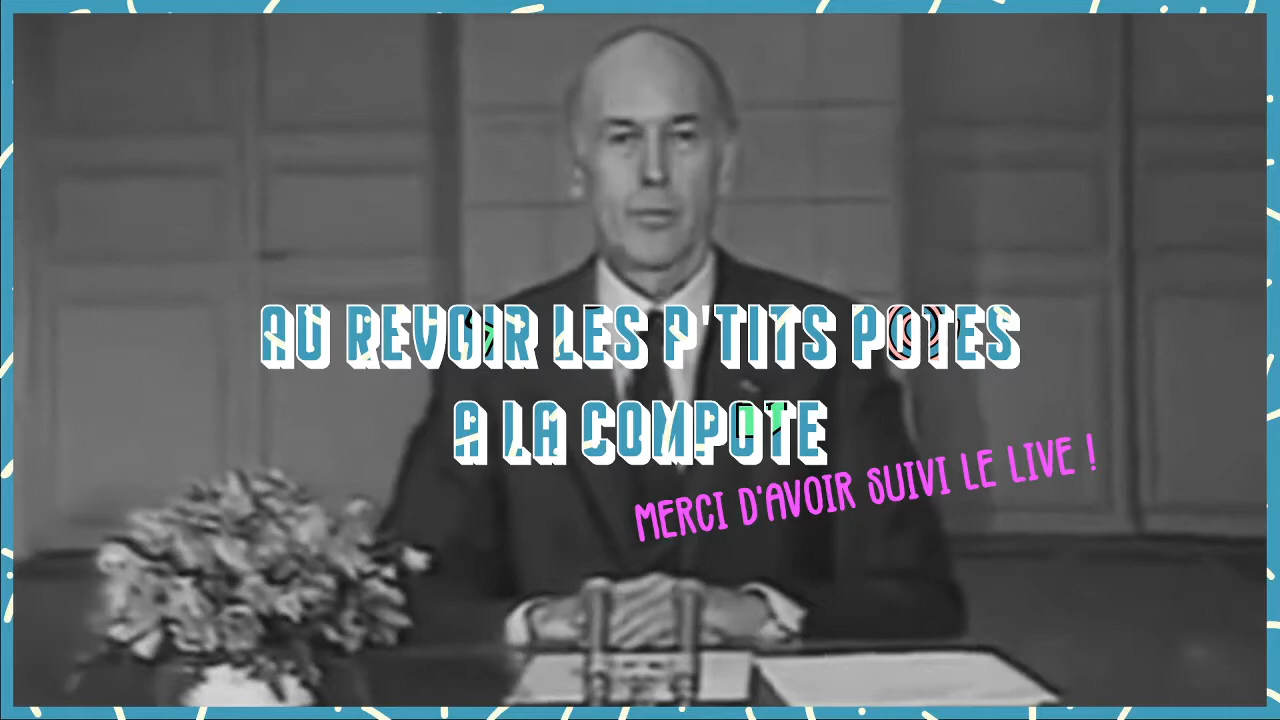 AU REVOIR LES P'TITS POTES
A LA COMPOTE
MERCI D'AVOIR SUIVI LE LIVE !